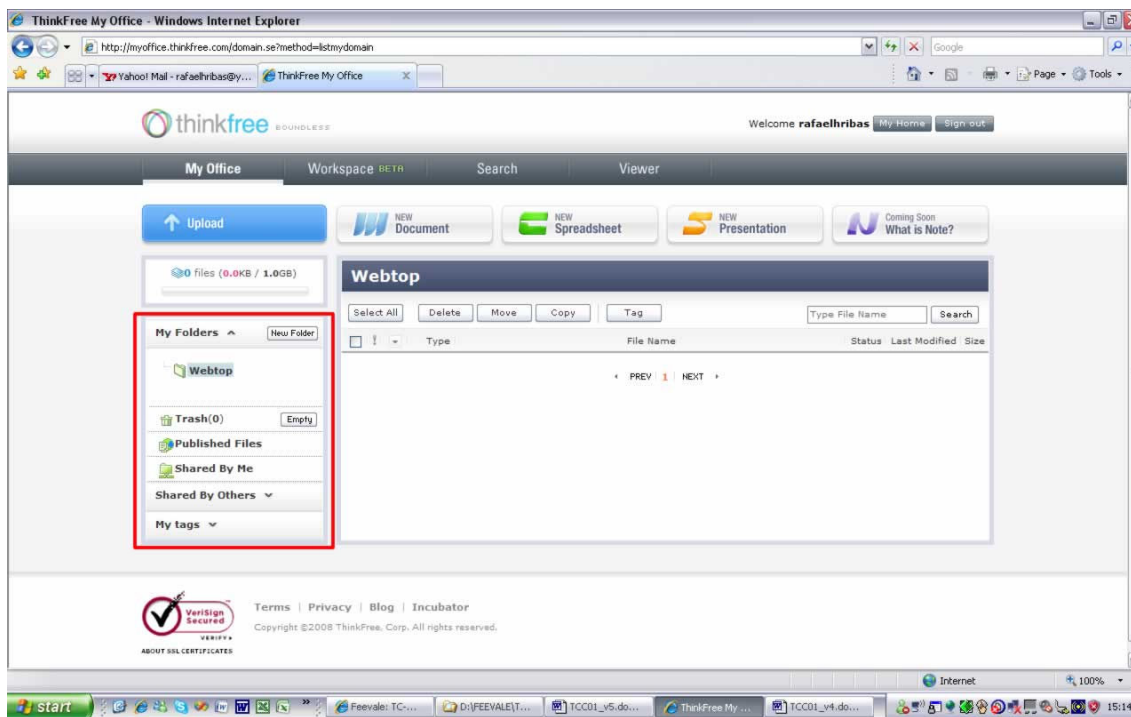 ThinkFree My Office - Windows Internet Explorer
http://myoffice.thinkfree.com/domain.se?method=listmydomain
Google
Yahoo! Mail - rafaelhribas@y...
ThinkFree My Office
X
Page
Tools
thinkfree BOUNDLESS
Welcome rafaelhribas
My Home
Sign out
My Office
Workspace BETA
Search
Viewer
Upload
NEW
Document
NEW
Spreadsheet
NEW
Presentation
Coming Soon
What is Note?
0 files (0.0KB / 1.0GB)
Webtop
Select All
Delete
Move
Copy
Tag
Type File Name
Search
! Type File Name Status Last Modified Size
PREV 1 NEXT
My Folders
New Folder
Webtop
Trash(0)
Empty
Published Files
Shared By Me
Shared By Others
My tags
VeriSign
Secured
VERIFY
ABOUT SSL CERTIFICATES
Terms | Privacy | Blog | Incubator
Copyright ©2008 ThinkFree, Corp. All rights reserved.
Internet
100%
start
Feevale: TC-...
D:\FEEVALE\T...
TCC01_v5.do...
ThinkFree My ...
TCC01_v4.do...
15:14